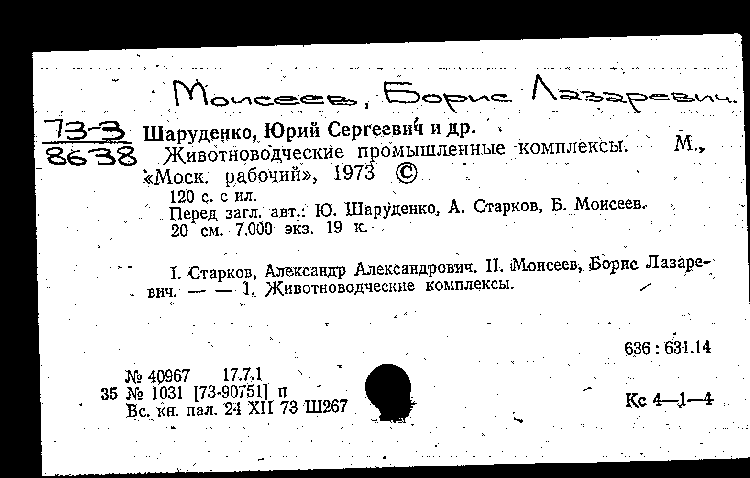 Моисеев, Борис Лазаревич.
73-3
8638
Шаруденко, Юрий Сергеевич и др.
Животноводческие промышленные комплексы. М.,
«Моск. рабочий», 1973 ©
120 с. с ил.
Перед загл. авт.: Ю. Шаруденко, А. Старков, Б. Моисеев.
20 см. 7.000 экз. 19 к.
I. Старков, Александр Александрович. II. Моисеев, Борис Лазаре-
вич. — — 1. Животноводческие комплексы.
636 : 631.14
№ 40967 17.7.1
35 № 1031 [73-90751] п
Вс. кн. пал. 24 XII 73 Ш267
Кс 4—1—4